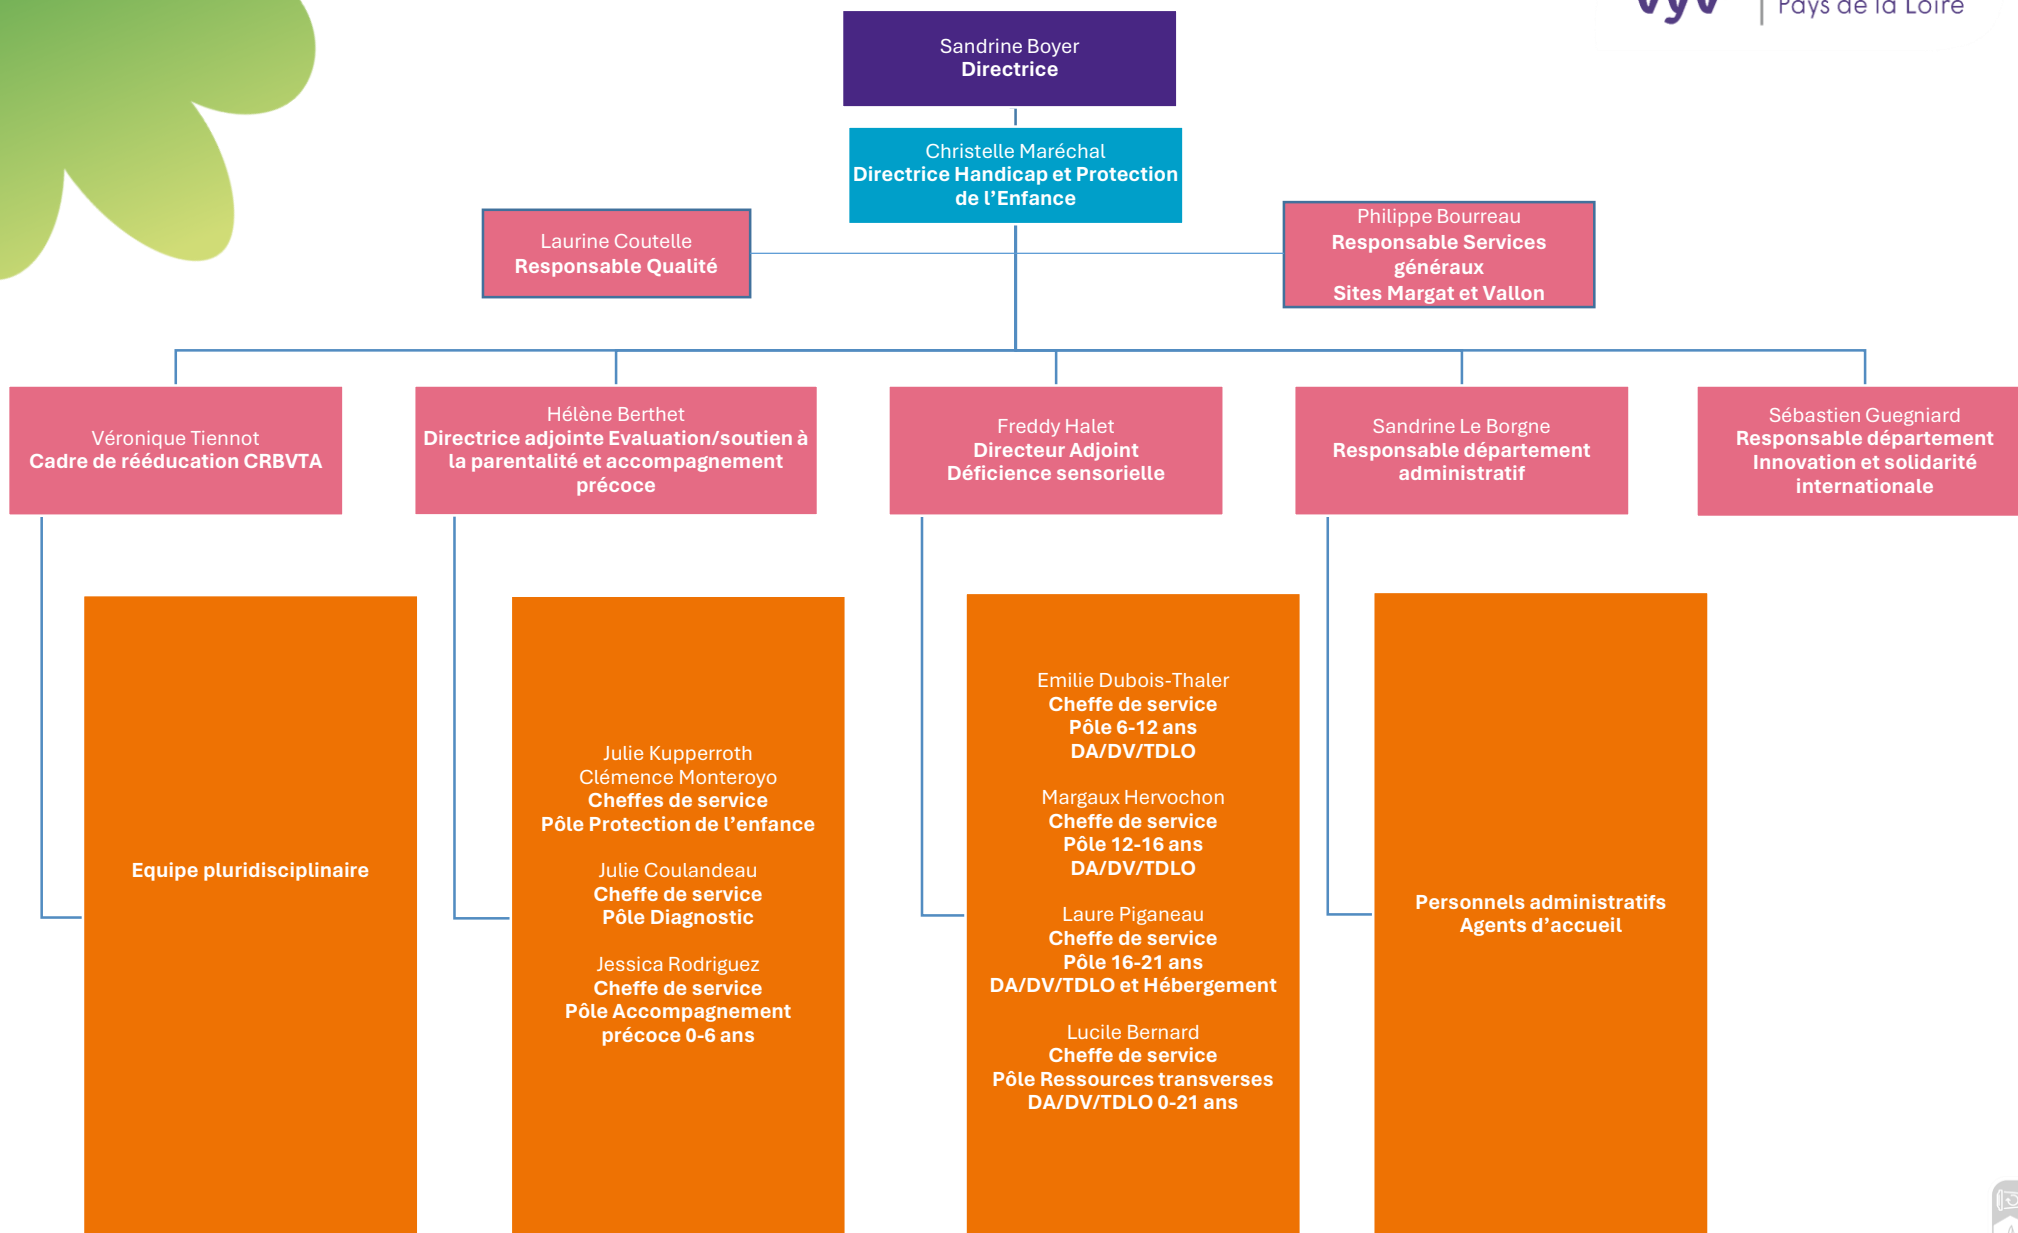 vyv
Pays de la Loire
Sandrine Boyer
Directrice
Christelle Maréchal
Directrice Handicap et Protection
de l’Enfance
Laurine Coutelle
Responsable Qualité
Philippe Bourreau
Responsable Services
généraux
Sites Margat et Vallon
Véronique Tiennot
Cadre de rééducation CRBVTA
Hélène Berthet
Directrice adjointe Evaluation/soutien à
la parentalité et accompagnement
précoce
Freddy Halet
Directeur Adjoint
Déficience sensorielle
Sandrine Le Borgne
Responsable département
administratif
Sébastien Guegniard
Responsable département
Innovation et solidarité
internationale
Equipe pluridisciplinaire
Julie Kupperroth
Clémence Monteroyo
Cheffes de service
Pôle Protection de l’enfance
Julie Coulandeau
Cheffe de service
Pôle Diagnostic
Jessica Rodriguez
Cheffe de service
Pôle Accompagnement
précoce 0-6 ans
Emilie Dubois-Thaler
Cheffe de service
Pôle 6-12 ans
DA/DV/TDLO
Margaux Hervochon
Cheffe de service
Pôle 12-16 ans
DA/DV/TDLO
Laure Piganeau
Cheffe de service
Pôle 16-21 ans
DA/DV/TDLO et Hébergement
Lucile Bernard
Cheffe de service
Pôle Ressources transverses
DA/DV/TDLO 0-21 ans
Personnels administratifs
Agents d’accueil